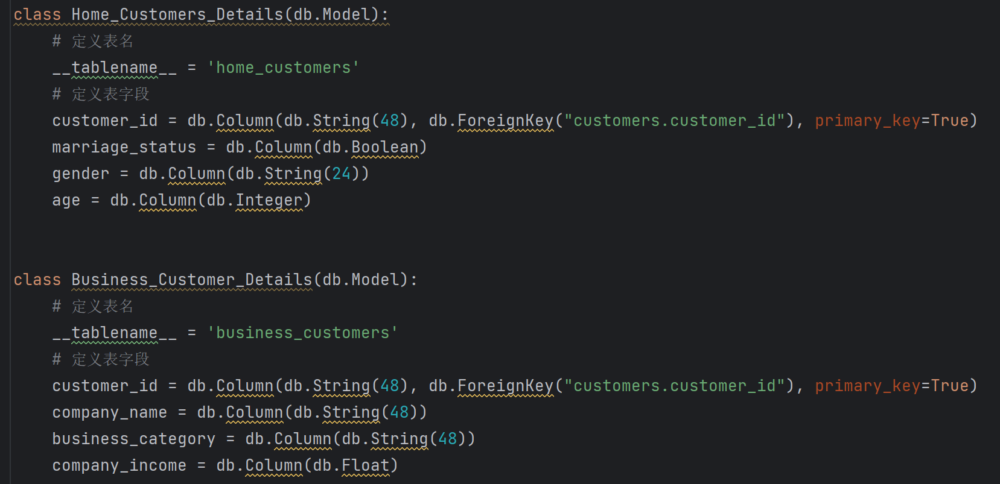 class Home_Customers_Details(db.Model):
    # 定义表名
    __tablename__ = 'home_customers'
    # 定义表字段
    customer_id = db.Column(db.String(48), db.ForeignKey("customers.customer_id"), primary_key=True)
    marriage_status = db.Column(db.Boolean)
    gender = db.Column(db.String(24))
    age = db.Column(db.Integer)
class Business_Customer_Details(db.Model):
    # 定义表名
    __tablename__ = 'business_customers'
    # 定义表字段
    customer_id = db.Column(db.String(48), db.ForeignKey("customers.customer_id"), primary_key=True)
    company_name = db.Column(db.String(48))
    business_category = db.Column(db.String(48))
    company_income = db.Column(db.Float)